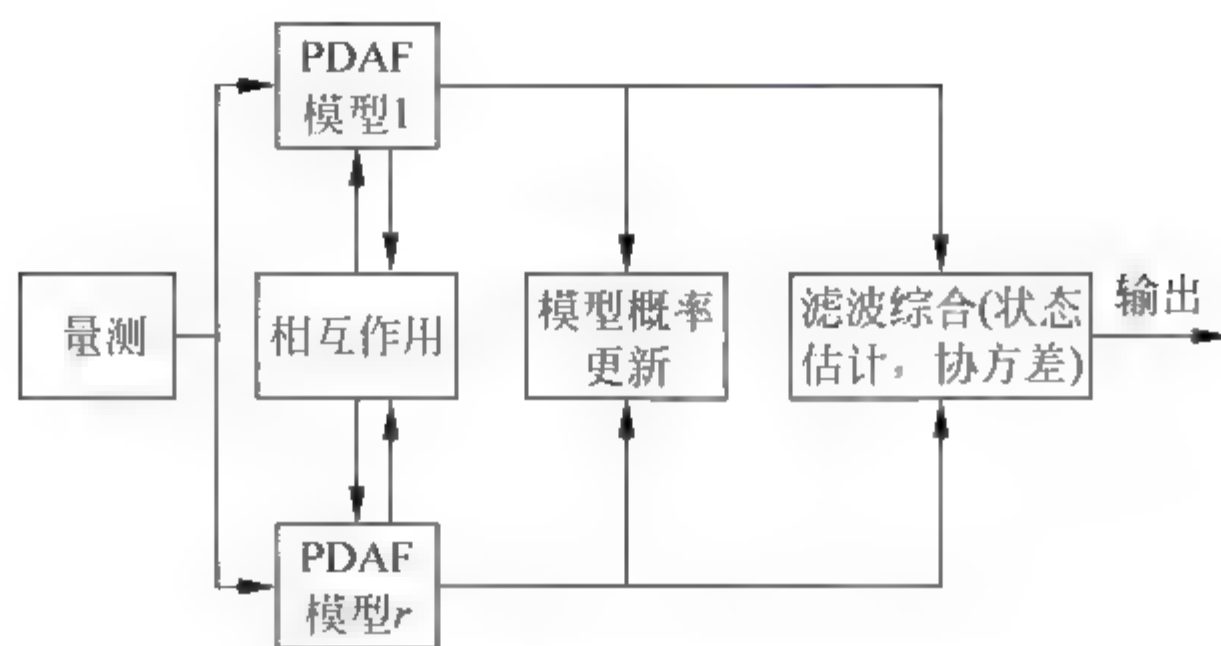 PDAF
模型1
量测
相互作用
模型概率
更新
滤波综合(状态
估计，协方差)
输出
PDAF
模型r